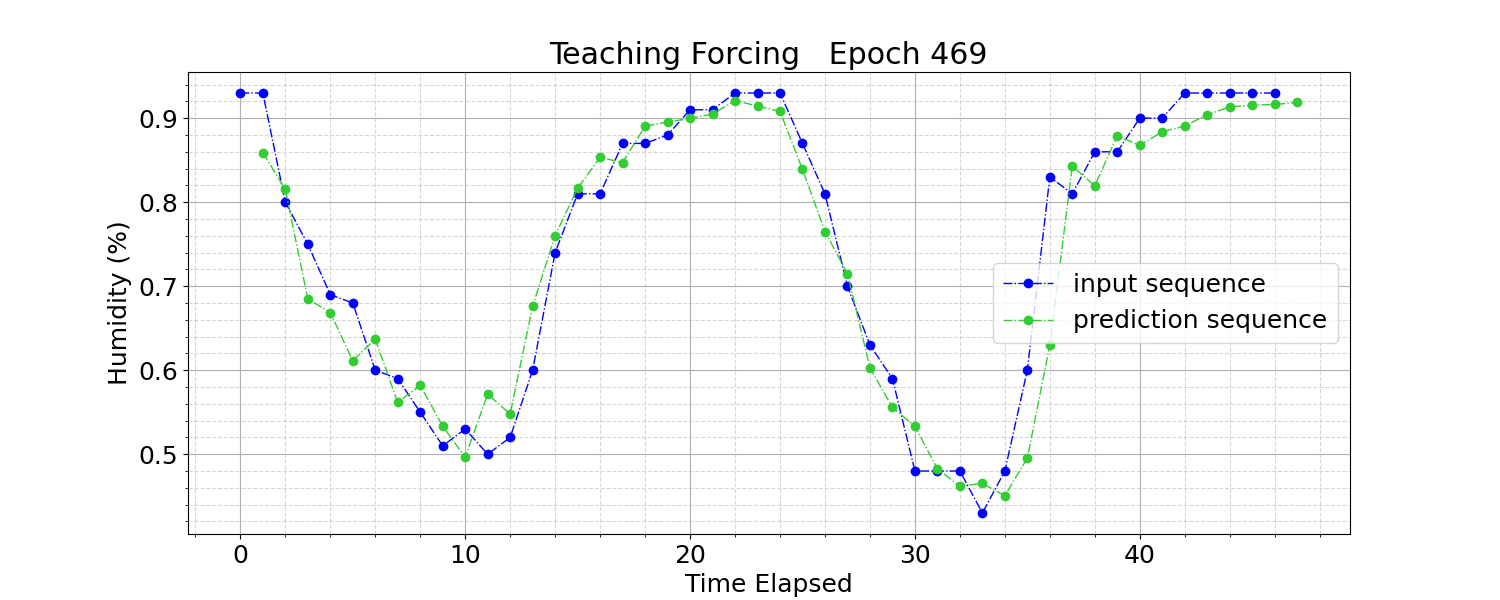 Teaching Forcing   Epoch 469
Humidity (%)
0.9
0.8
0.7
0.6
0.5
input sequence
prediction sequence
0 10 20 30 40
Time Elapsed